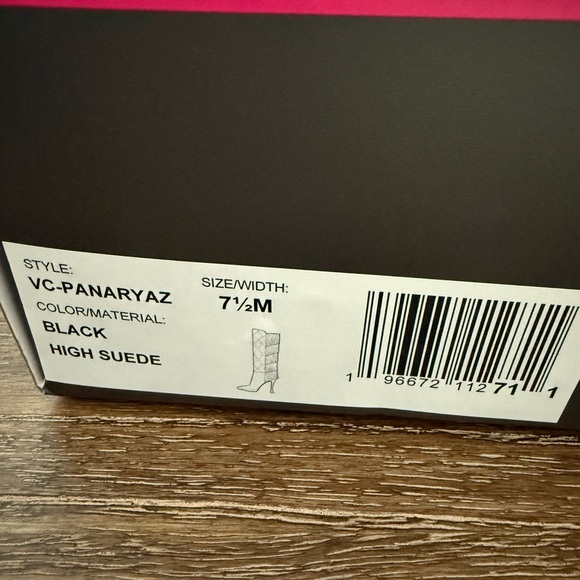 STYLE:
VC-PANARYAZ
COLOR/MATERIAL:
BLACK
HIGH SUEDE
SIZE/WIDTH:
7½M
1 96672 11271 1